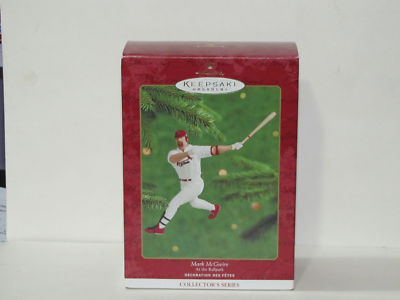 KEEPSAKE
ORNAMENT
Mark McGwire
At the Ballpark
DÉCORATION DES FÊTES
COLLECTOR'S SERIES